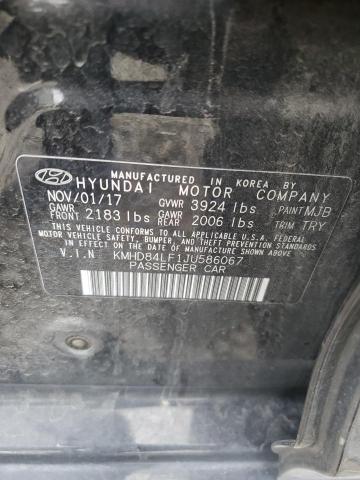 MANUFACTURED IN KOREA BY
HYUNDAI MOTOR COMPANY
NOV/01/17 GVWR 3924 lbs PAINT MJB
GAWR FRONT 2183 lbs GAWR REAR 2006 lbs TRIM TRY
THIS VEHICLE CONFORMS TO ALL APPLICABLE U.S.A. FEDERAL
MOTOR VEHICLE SAFETY, BUMPER, AND THEFT PREVENTION STANDARDS
IN EFFECT ON THE DATE OF MANUFACTURE SHOWN ABOVE.
V.I.N KMHD84LF1JU586067
PASSENGER CAR